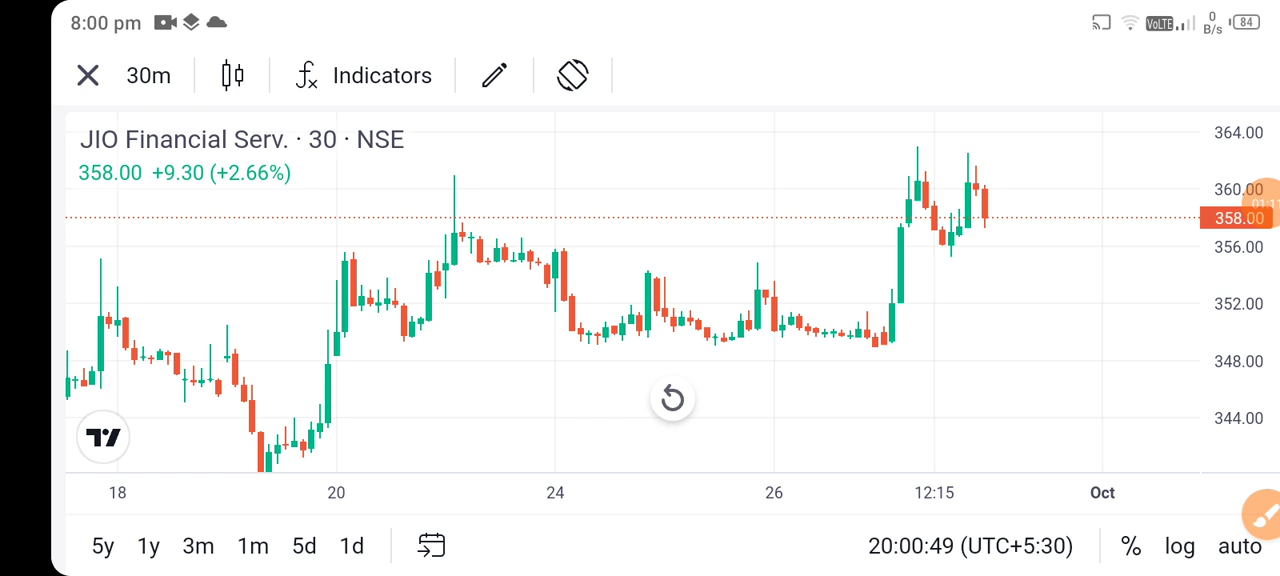 8:00 pm VoLTE 0 B/s 84
30m Indicators
JIO Financial Serv. · 30 · NSE
358.00 +9.30 (+2.66%)
364.00
360.00
358.00
356.00
352.00
348.00
344.00
18 20 24 26 12:15 Oct
5y 1y 3m 1m 5d 1d 20:00:49 (UTC+5:30) % log auto